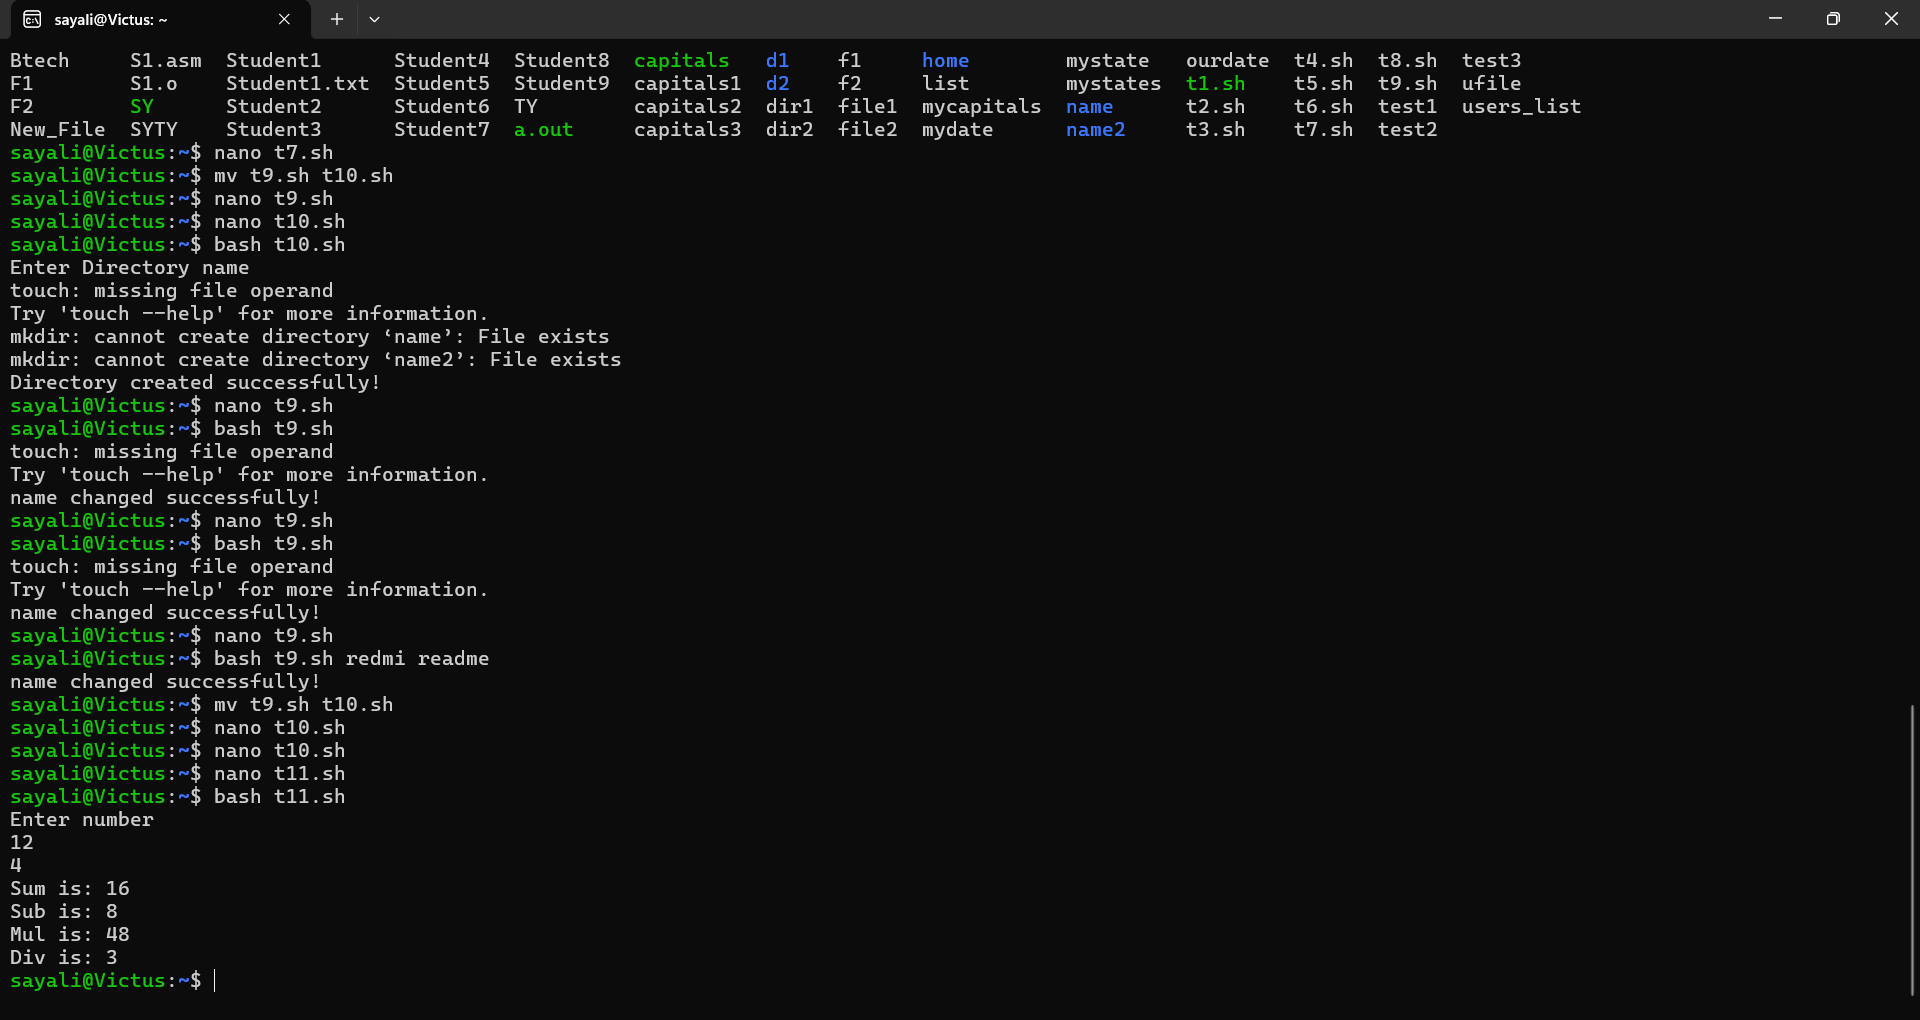 sayali@Victus: ~
Btech     S1.asm  Student1      Student4  Student8  capitals   d1    f1     home        mystate   ourdate  t4.sh  t8.sh  test3
F1        S1.o    Student1.txt  Student5  Student9  capitals1  d2    f2     list        mystates  t1.sh    t5.sh  t9.sh  ufile
F2        SY      Student2      Student6  TY        capitals2  dir1  file1  mycapitals  name      t2.sh    t6.sh  test1  users_list
New_File  SYTY    Student3      Student7  a.out     capitals3  dir2  file2  mydate      name2     t3.sh    t7.sh  test2
sayali@Victus:~$ nano t7.sh
sayali@Victus:~$ mv t9.sh t10.sh
sayali@Victus:~$ nano t9.sh
sayali@Victus:~$ nano t10.sh
sayali@Victus:~$ bash t10.sh
Enter Directory name
touch: missing file operand
Try 'touch --help' for more information.
mkdir: cannot create directory ‘name’: File exists
mkdir: cannot create directory ‘name2’: File exists
Directory created successfully!
sayali@Victus:~$ nano t9.sh
sayali@Victus:~$ bash t9.sh
touch: missing file operand
Try 'touch --help' for more information.
name changed successfully!
sayali@Victus:~$ nano t9.sh
sayali@Victus:~$ bash t9.sh
touch: missing file operand
Try 'touch --help' for more information.
name changed successfully!
sayali@Victus:~$ nano t9.sh
sayali@Victus:~$ bash t9.sh redmi readme
name changed successfully!
sayali@Victus:~$ mv t9.sh t10.sh
sayali@Victus:~$ nano t10.sh
sayali@Victus:~$ nano t10.sh
sayali@Victus:~$ nano t11.sh
sayali@Victus:~$ bash t11.sh
Enter number
12
4
Sum is: 16
Sub is: 8
Mul is: 48
Div is: 3
sayali@Victus:~$